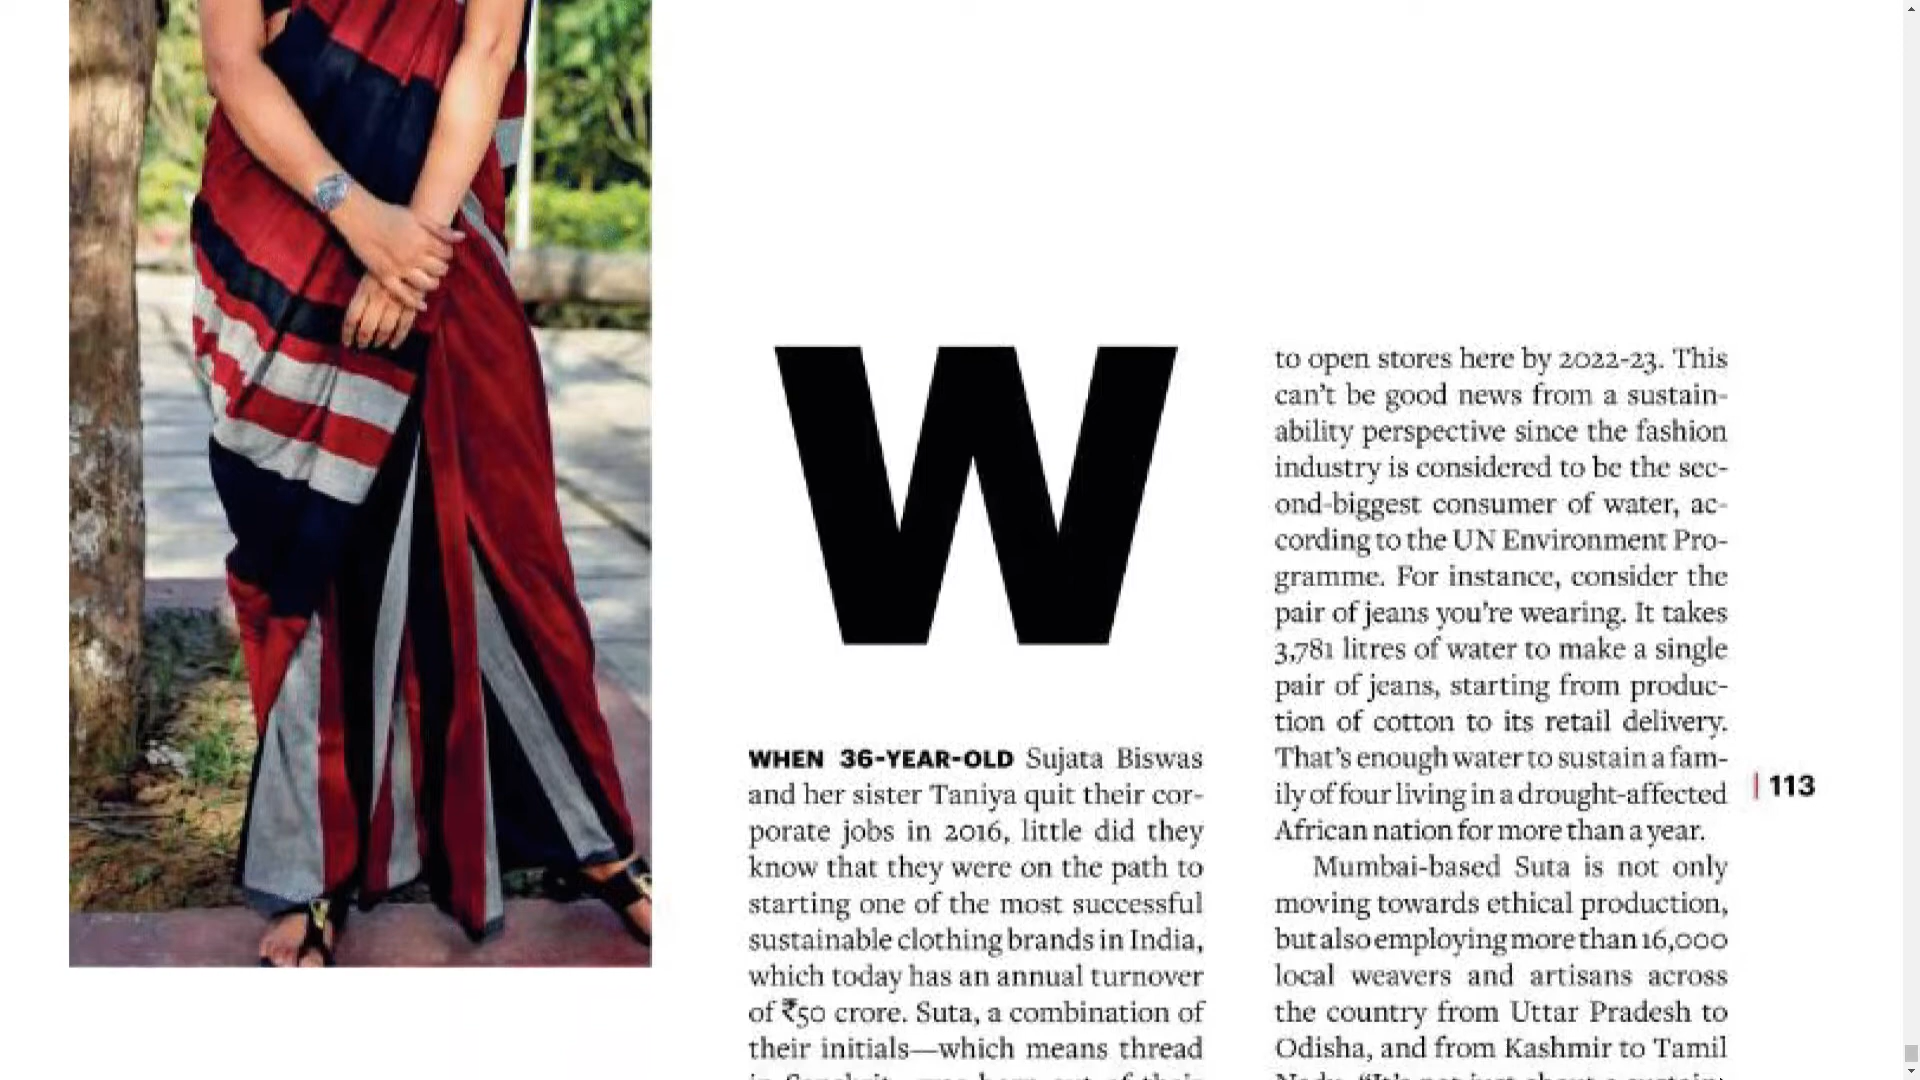 W
WHEN 36-YEAR-OLD Sujata Biswas
and her sister Taniya quit their cor-
porate jobs in 2016, little did they
know that they were on the path to
starting one of the most successful
sustainable clothing brands in India,
which today has an annual turnover
of ₹50 crore. Suta, a combination of
their initials—which means thread
to open stores here by 2022-23. This
can't be good news from a sustain-
ability perspective since the fashion
industry is considered to be the sec-
ond-biggest consumer of water, ac-
cording to the UN Environment Pro-
gramme. For instance, consider the
pair of jeans you're wearing. It takes
3,781 litres of water to make a single
pair of jeans, starting from produc-
tion of cotton to its retail delivery.
That's enough water to sustain a fam-
ily of four living in a drought-affected
African nation for more than a year.
Mumbai-based Suta is not only
moving towards ethical production,
but also employing more than 16,000
local weavers and artisans across
the country from Uttar Pradesh to
Odisha, and from Kashmir to Tamil
113